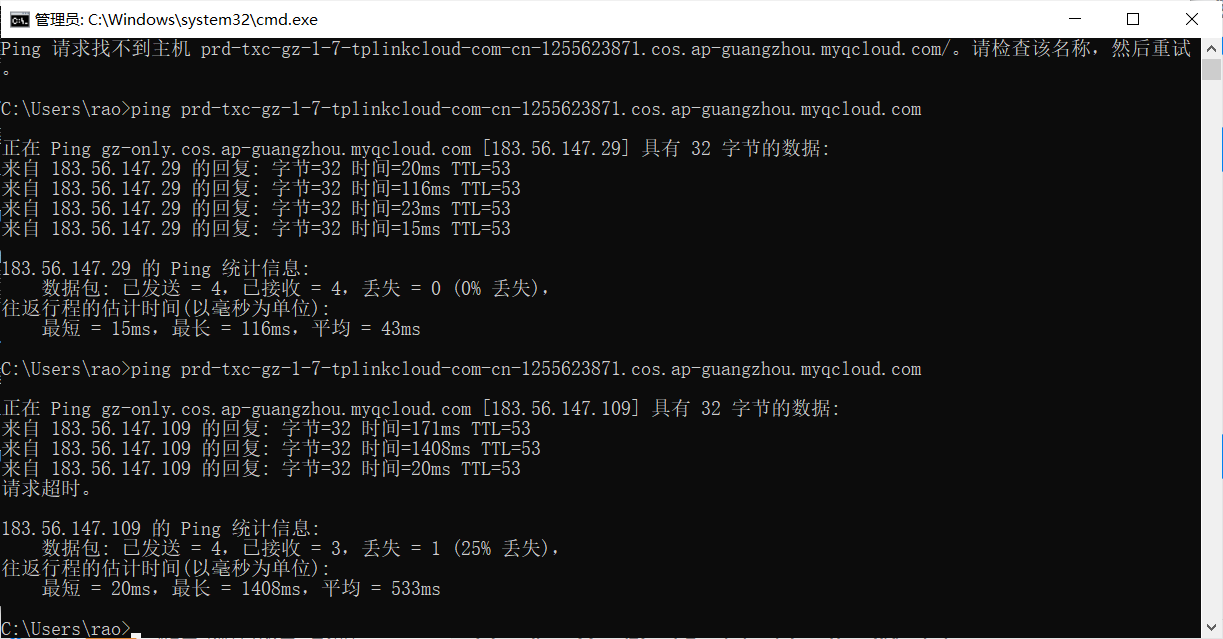 管理员: C:\Windows\system32\cmd.exe
Ping 请求找不到主机 prd-txc-gz-1-7-tplinkcloud-com-cn-1255623871.cos.ap-guangzhou.myqcloud.com/。请检查该名称，然后重试
。
C:\Users\rao>ping prd-txc-gz-1-7-tplinkcloud-com-cn-1255623871.cos.ap-guangzhou.myqcloud.com
正在 Ping gz-only.cos.ap-guangzhou.myqcloud.com [183.56.147.29] 具有 32 字节的数据:
来自 183.56.147.29 的回复: 字节=32 时间=20ms TTL=53
来自 183.56.147.29 的回复: 字节=32 时间=116ms TTL=53
来自 183.56.147.29 的回复: 字节=32 时间=23ms TTL=53
来自 183.56.147.29 的回复: 字节=32 时间=15ms TTL=53
183.56.147.29 的 Ping 统计信息:
数据包: 已发送 = 4，已接收 = 4，丢失 = 0 (0% 丢失)，
往返行程的估计时间(以毫秒为单位):
最短 = 15ms，最长 = 116ms，平均 = 43ms
C:\Users\rao>ping prd-txc-gz-1-7-tplinkcloud-com-cn-1255623871.cos.ap-guangzhou.myqcloud.com
正在 Ping gz-only.cos.ap-guangzhou.myqcloud.com [183.56.147.109] 具有 32 字节的数据:
来自 183.56.147.109 的回复: 字节=32 时间=171ms TTL=53
来自 183.56.147.109 的回复: 字节=32 时间=1408ms TTL=53
来自 183.56.147.109 的回复: 字节=32 时间=20ms TTL=53
请求超时。
183.56.147.109 的 Ping 统计信息:
数据包: 已发送 = 4，已接收 = 3，丢失 = 1 (25% 丢失)，
往返行程的估计时间(以毫秒为单位):
最短 = 20ms，最长 = 1408ms，平均 = 533ms
C:\Users\rao>